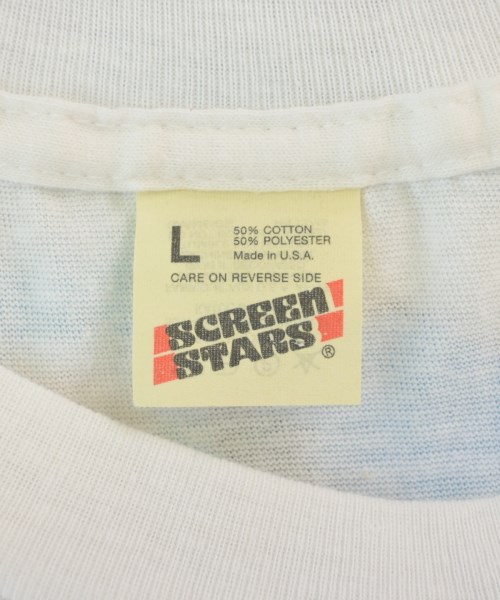 L
50% COTTON
50% POLYESTER
Made in U.S.A.
CARE ON REVERSE SIDE
SCREEN
STARS®